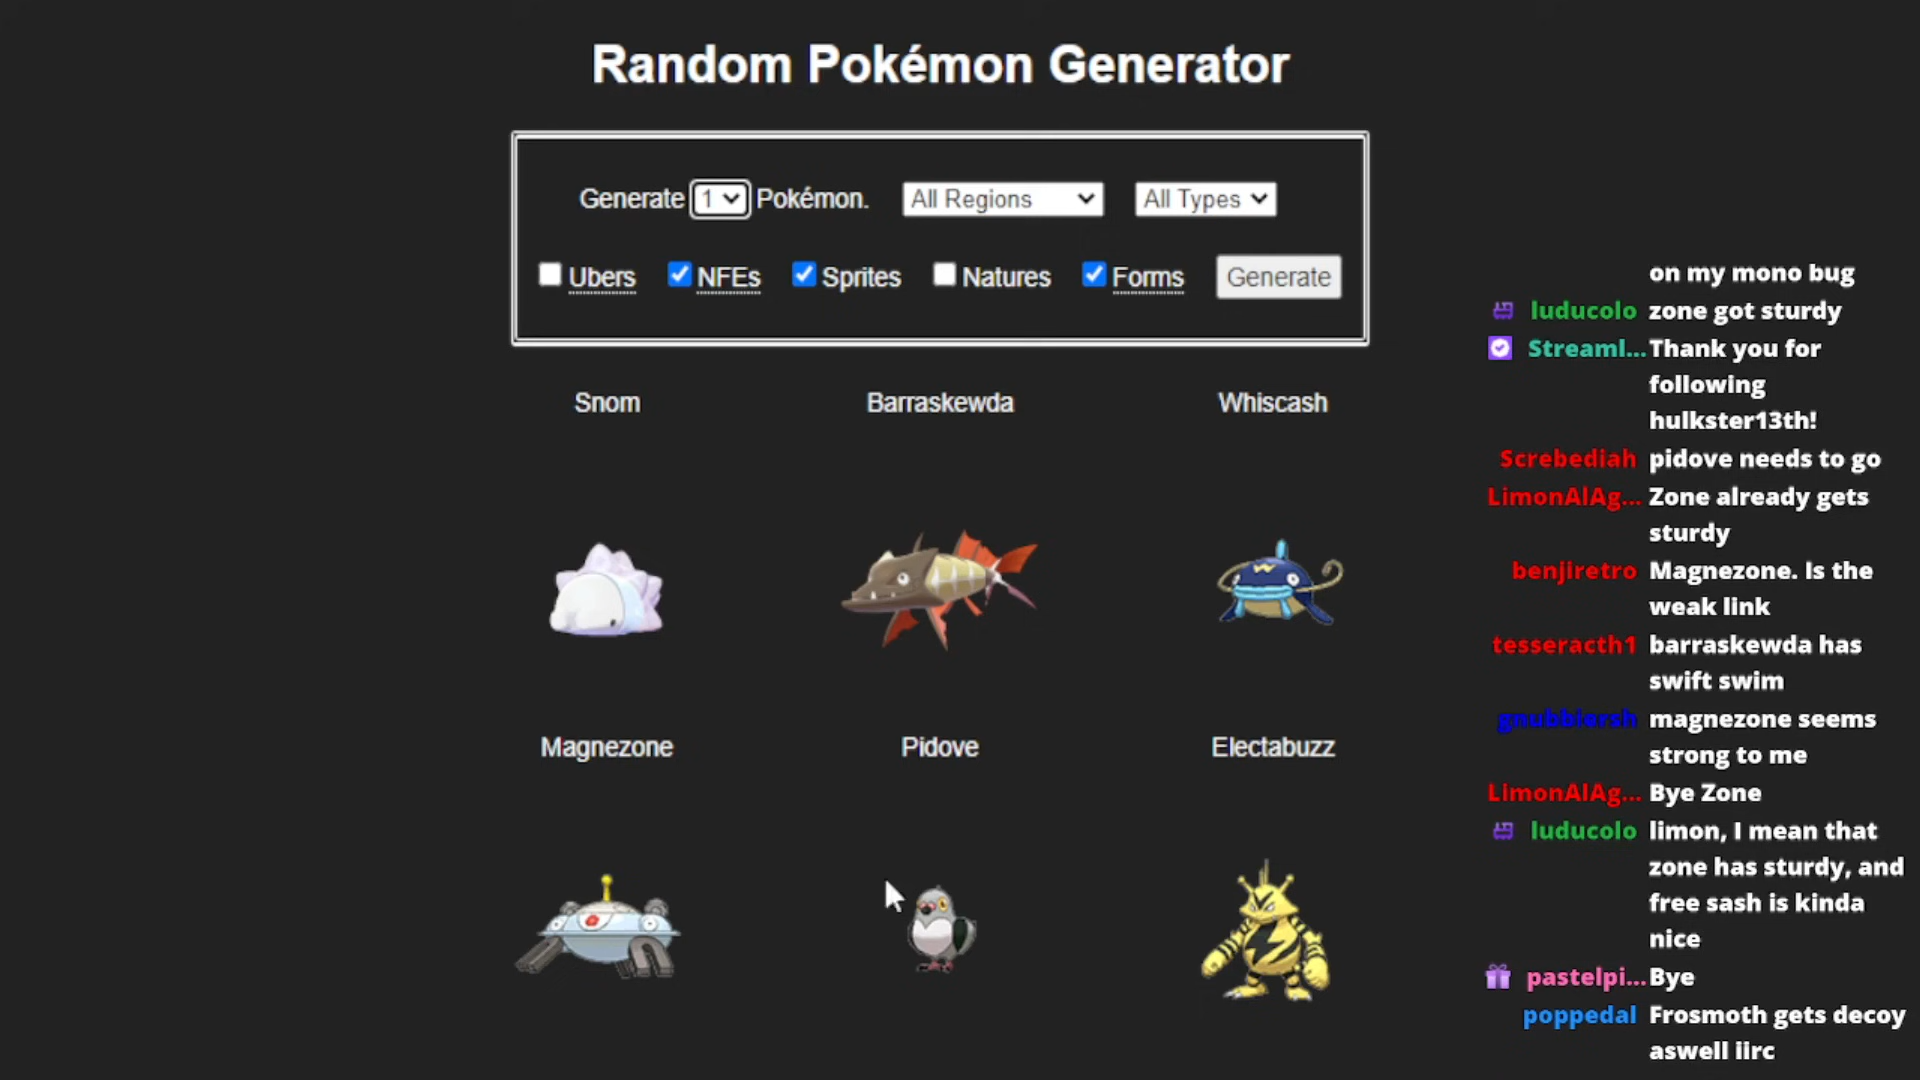 Random Pokémon Generator
Generate 1 Pokémon. All Regions All Types
Ubers NFEs Sprites Natures Forms Generate
Snom Barraskewda Whiscash
Magnezone Pidove Electabuzz
on my mono bug
luducolo zone got sturdy
Streaml... Thank you for
following
hulkster13th!
Screbediah pidove needs to go
LimonAlAg... Zone already gets
sturdy
benjiretro Magnezone. Is the
weak link
tesseracth1 barraskewda has
swift swim
gnubbiersh magnezone seems
strong to me
LimonAlAg... Bye Zone
luducolo limon, I mean that
zone has sturdy, and
free sash is kinda
nice
pastelpi... Bye
poppedal Frosmoth gets decoy
aswell iirc